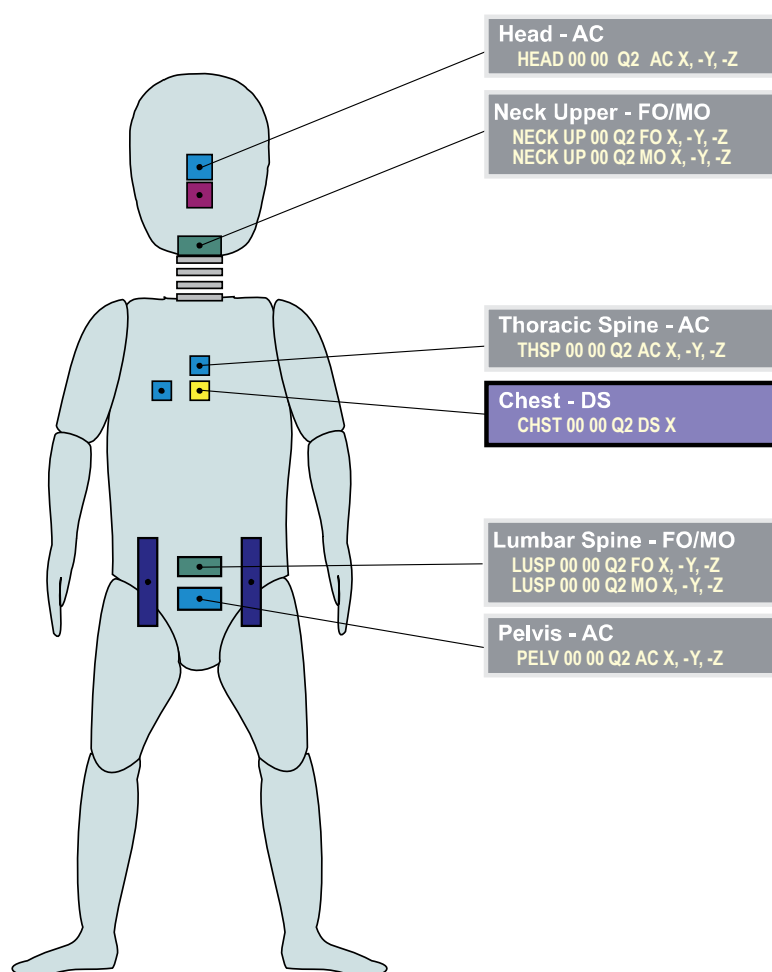 Head - AC
HEAD 00 00 Q2 AC X, -Y, -Z
Neck Upper - FO/MO
NECK UP 00 Q2 FO X, -Y, -Z
NECK UP 00 Q2 MO X, -Y, -Z
Thoracic Spine - AC
THSP 00 00 Q2 AC X, -Y, -Z
Chest - DS
CHST 00 00 Q2 DS X
Lumbar Spine - FO/MO
LUSP 00 00 Q2 FO X, -Y, -Z
LUSP 00 00 Q2 MO X, -Y, -Z
Pelvis - AC
PELV 00 00 Q2 AC X, -Y, -Z